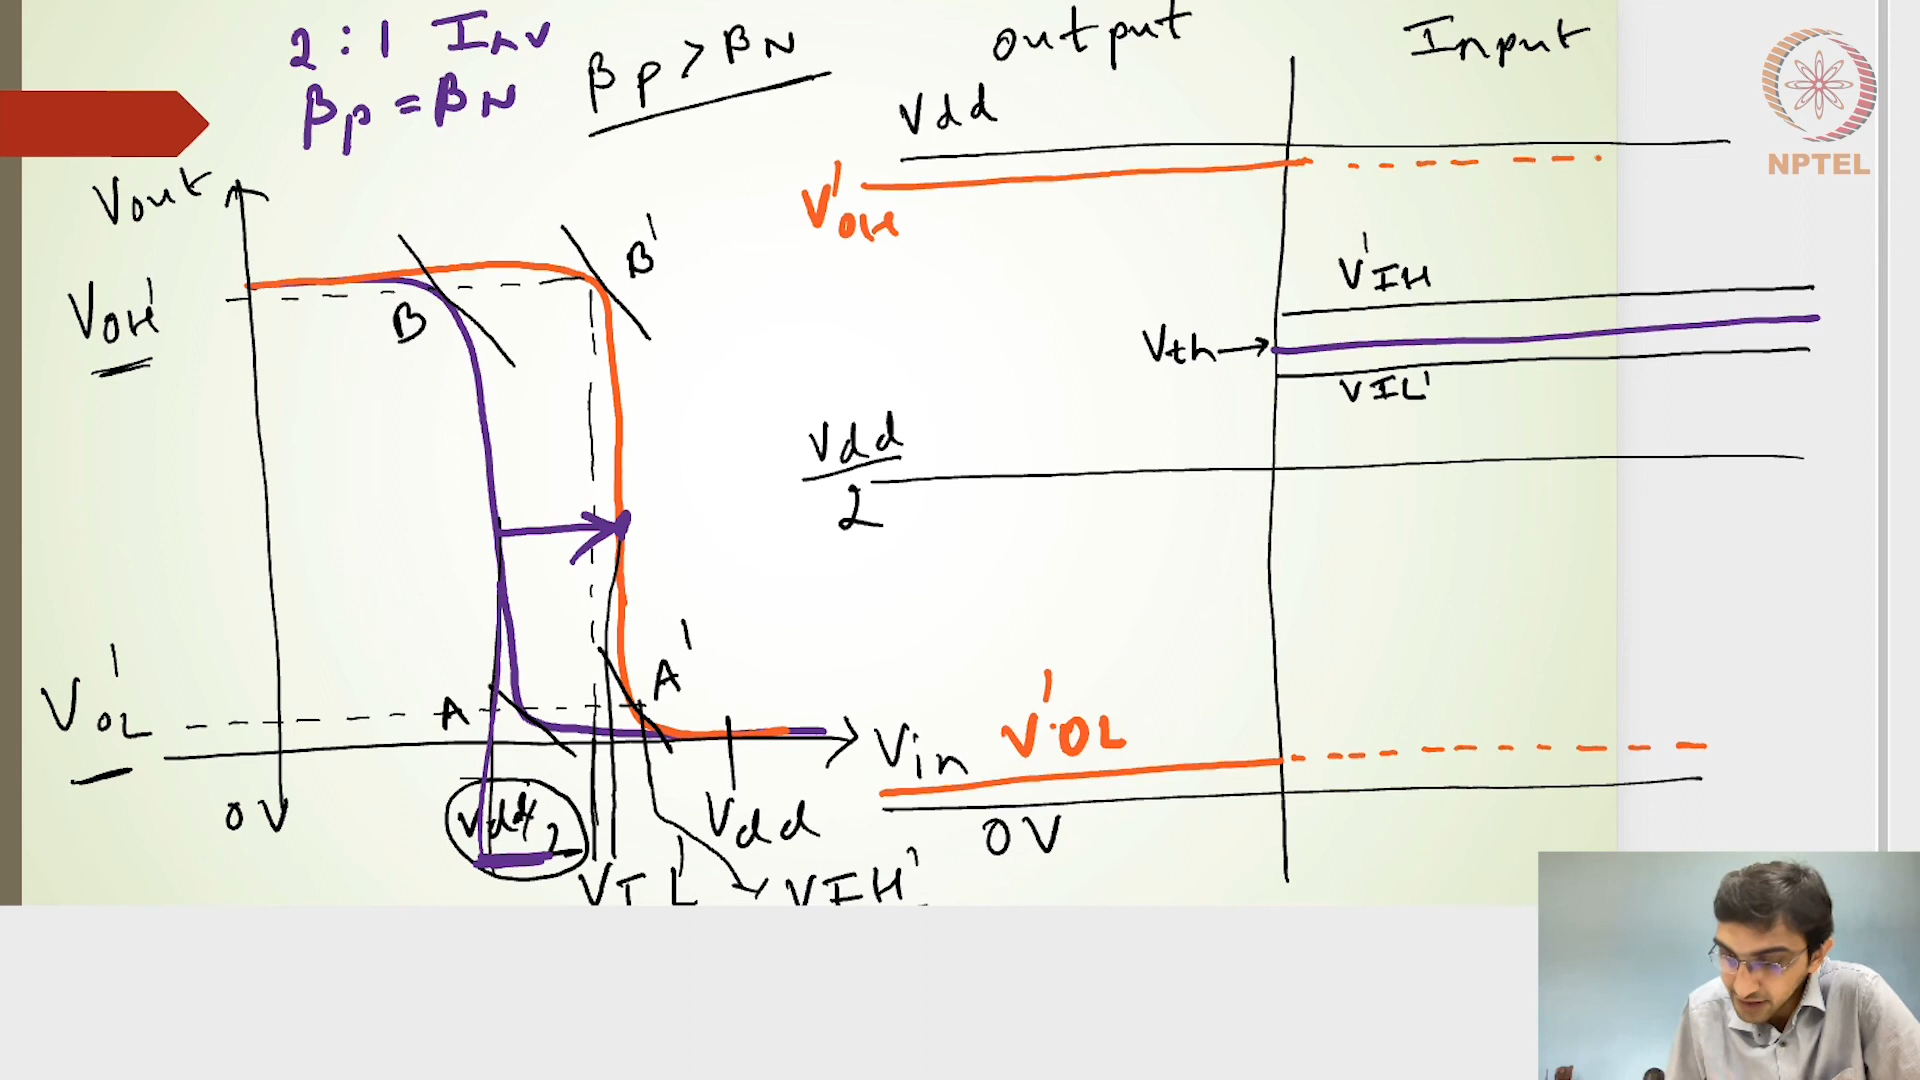 2 : 1 Inv
βp = βN
βp > βN
Vout
VOH'
B
B'
A
A'
VOL'
0V
Vdd/2
VIL'
VIH'
Vdd
Vin
Output
Input
Vdd
V'OH
V'IH
Vth→
VIL'
Vdd
2
V'OL
0V
NPTEL